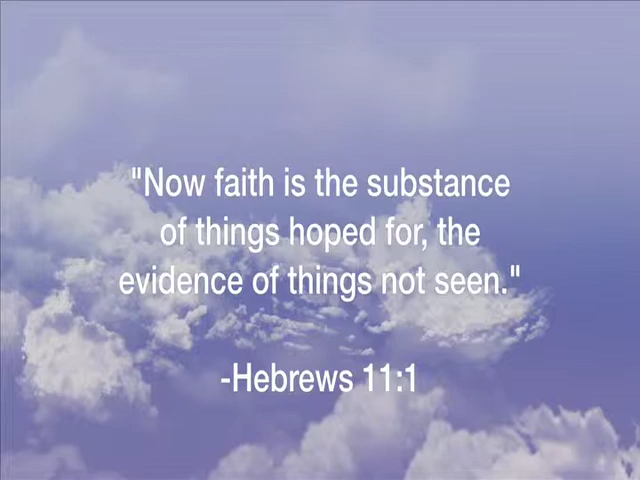 "Now faith is the substance
of things hoped for, the
evidence of things not seen."
-Hebrews 11:1